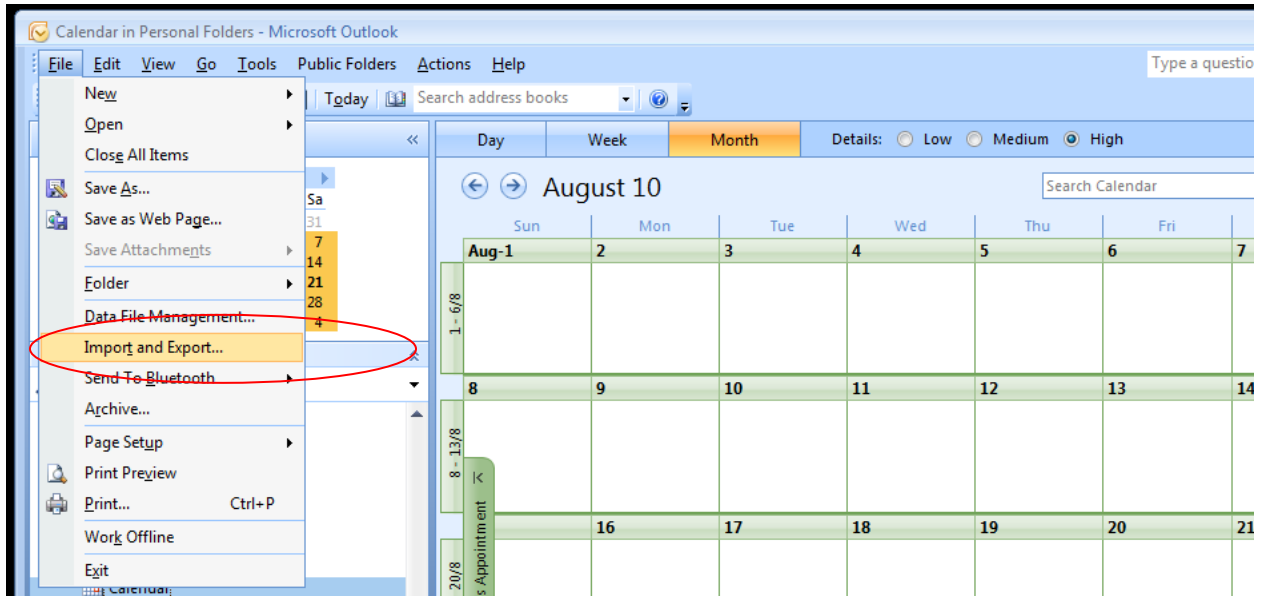 Calendar in Personal Folders - Microsoft Outlook
File Edit View Go Tools Public Folders Actions Help Type a questio
Today Search address books
New
Open
Close All Items
Save As...
Save as Web Page...
Save Attachments
Folder
Data File Management...
Import and Export...
Send To Bluetooth
Archive...
Page Setup
Print Preview
Print... Ctrl+P
Work Offline
Exit
Calendar
Sa
31
7
14
21
28
4
Day Week Month Details: Low Medium High
August 10 Search Calendar
Sun Mon Tue Wed Thu Fri
Aug-1 2 3 4 5 6 7
1 - 6/8
8 9 10 11 12 13 14
8 - 13/8
16 17 18 19 20 21
20/8
s Appointment